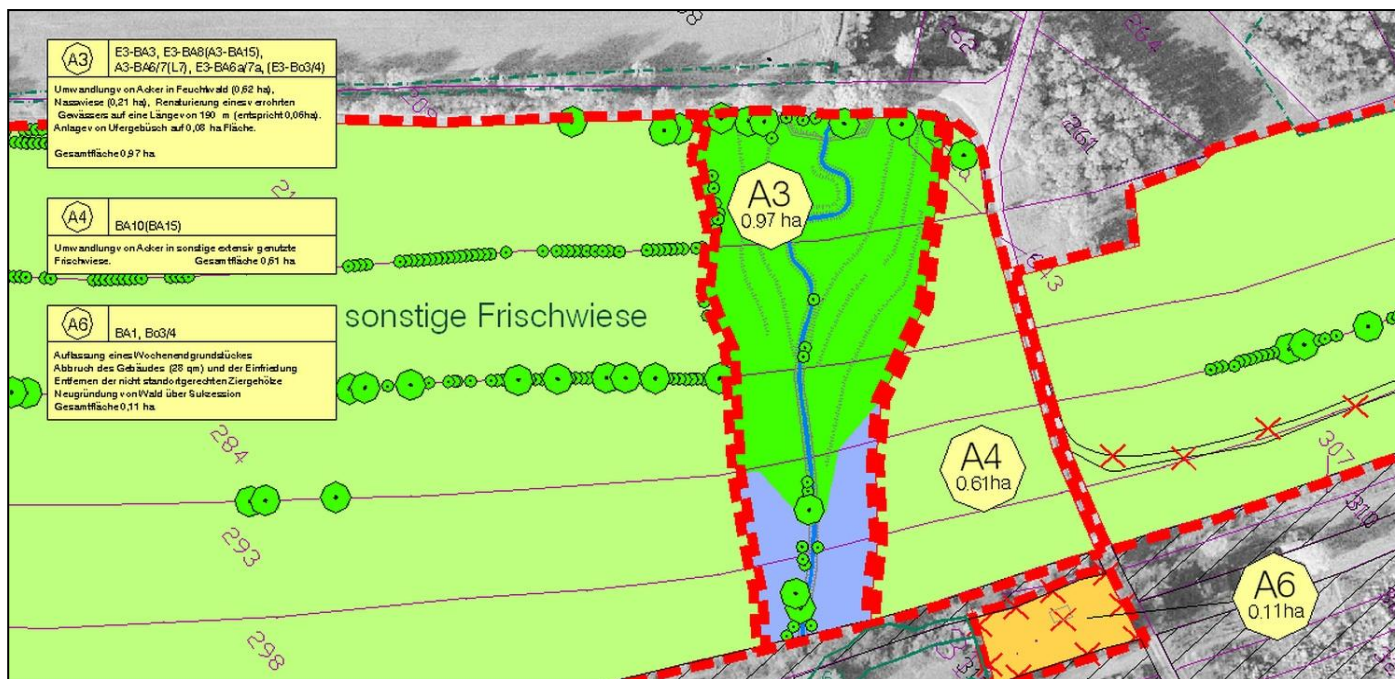 A3
E3-BA3, E3-BA8(A3-BA15),
A3-BA6/7(L7), E3-BA6a/7a, (E3-Bo3/4)
Umwandlung von Acker in Feuchtwald (0,62 ha),
Nasswiese (0,21 ha), Renaturierung eines verrohrten
Gewässers auf eine Länge von 190 m (entspricht 0,06ha).
Anlage von Ufergebüsch auf 0,08 ha Fläche.
Gesamtfläche 0,97 ha
A4
BA10(BA15)
Umwandlung von Acker in sonstige extensiv genutzte
Frischwiese. Gesamtfläche 0,61 ha
A6
BA1, Bo3/4
Auflassung eines Wochenendgrundstückes
Abbruch des Gebäudes (28 qm) und der Einfriedung
Entfernen der nicht standortgerechten Ziergehölze
Neugründung von Wald über Sukzession
Gesamtfläche 0,11 ha
sonstige Frischwiese
A3
0.97 ha
A4
0.61ha
A6
0.11ha
262
264
261
284
293
298
307
310